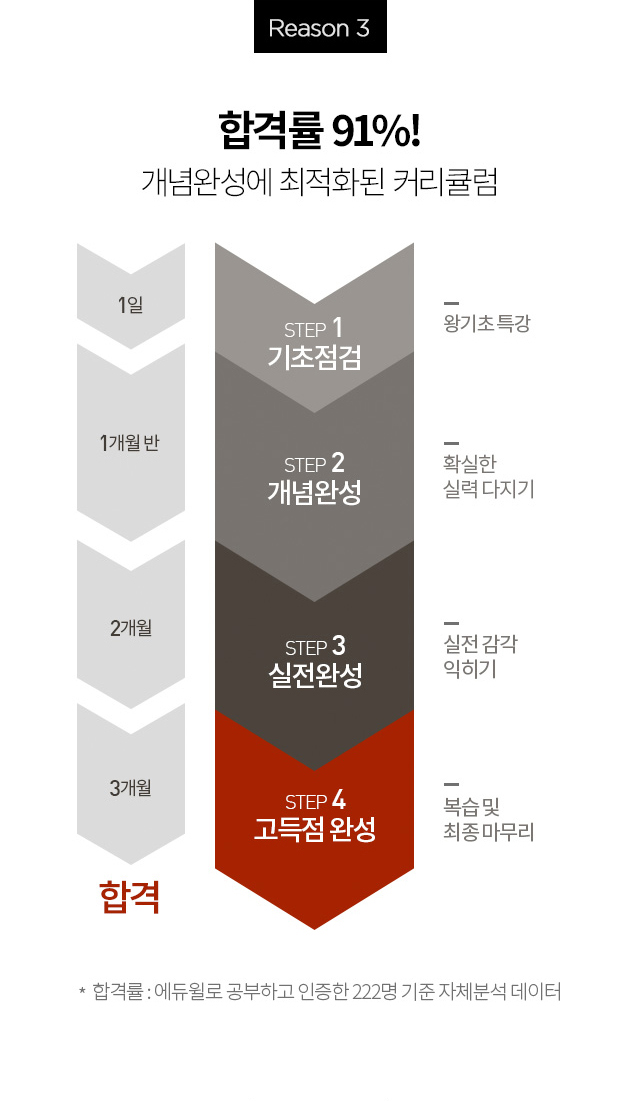 Reason 3
합격률 91%!
개념완성에 최적화된 커리큘럼
1일
STEP 1
기초점검
왕기초 특강
1개월 반
STEP 2
개념완성
확실한
실력 다지기
2개월
STEP 3
실전완성
실전 감각
익히기
3개월
STEP 4
고득점 완성
복습 및
최종 마무리
합격
* 합격률 : 에듀윌로 공부하고 인증한 222명 기준 자체분석 데이터